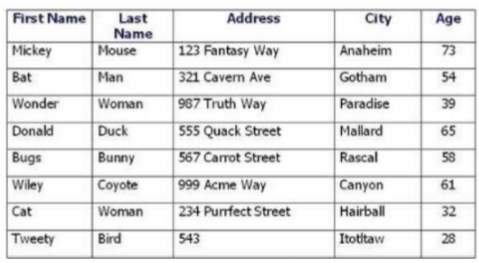 First Name Last Name Address City Age
Mickey Mouse 123 Fantasy Way Anaheim 73
Bat Man 321 Cavern Ave Gotham 54
Wonder Woman 987 Truth Way Paradise 39
Donald Duck 555 Quack Street Mallard 65
Bugs Bunny 567 Carrot Street Rascal 58
Wiley Coyote 999 Acme Way Canyon 61
Cat Woman 234 Purrfect Street Hairball 32
Tweety Bird 543 Itotltaw 28